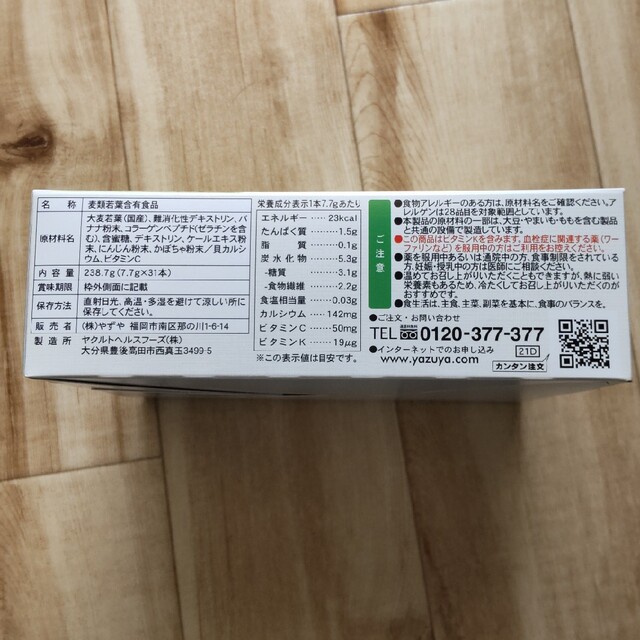 名称 麦類若葉含有食品
原材料名 大麦若葉(国産)、難消化性デキストリン、バ
ナナ粉末、コラーゲンペプチド(ゼラチンを含
む)、含蜜糖、デキストリン、ケールエキス粉
末、にんじん粉末、かぼちゃ粉末/貝カル
シウム、ビタミンC
内容量 238.7g(7.7g×31本)
賞味期限 枠外側面に記載
保存方法 直射日光、高温・多湿を避けて涼しい所に
保存してください。
販売者 (株)やずや 福岡市南区那の川1-6-14
製造所 ヤクルトヘルスフーズ(株)
大分県豊後高田市西真玉3499-5
栄養成分表示1本7.7gあたり
エネルギー……23kcal
たんぱく質……1.5g
脂質……0.1g
炭水化物……5.3g
-糖質……3.1g
-食物繊維……2.2g
食塩相当量……0.03g
カルシウム……142mg
ビタミンC……50mg
ビタミンK……19μg
※この表示値は目安です。
ご注意
●食物アレルギーのある方は、原材料名をご確認ください。ア
レルゲンは28品目を対象範囲としています。
●本製品の原材料の一部は、大豆・やまいも・ももを含む製品
と共通の設備で製造しています。
●この商品はビタミンKを含みます。血栓症に関連する薬(ワー
ファリンなど)を服用中の方はご利用をお控えください。
●薬を服用中あるいは通院中の方、食事制限をされている
方、妊娠・授乳中の方は医師にご相談ください。
●温めてお召し上がりいただくこともできますが、熱に弱い
栄養素もあるため、冷たくしてお召し上がりいただくのが
おすすめです。
●食生活は、主食、主菜、副菜を基本に、食事のバランスを。
●ご注文・お問い合わせ
TEL 0120-377-377
●インターネットでのお申し込み 21D
www.yazuya.com
カンタン注文